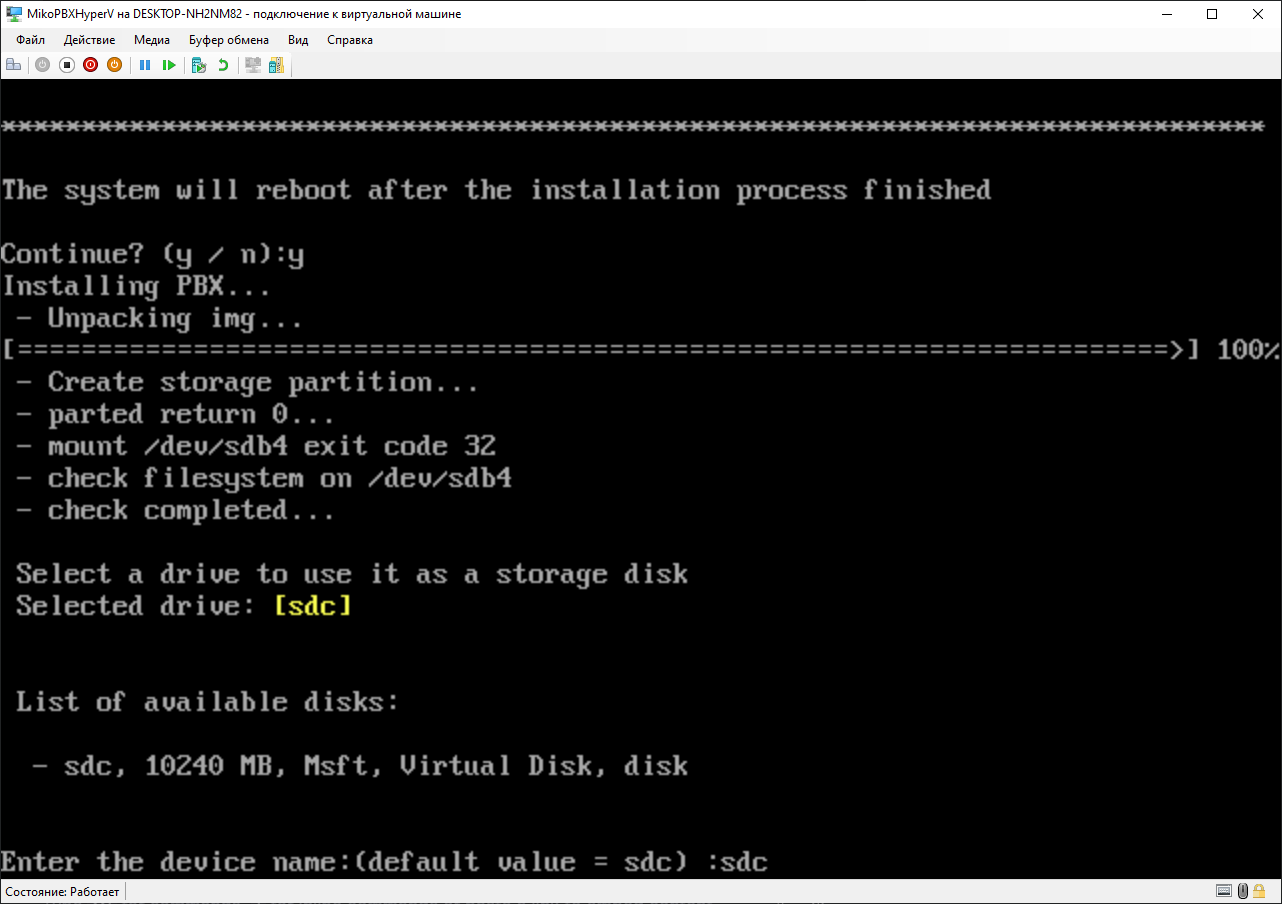 MikoPBXHyperV на DESKTOP-NH2NM82 - подключение к виртуальной машине
Файл Действие Медиа Буфер обмена Вид Справка
*******************************************************************************
The system will reboot after the installation process finished
Continue? (y / n):y
Installing PBX...
- Unpacking img...
[========================================================================>] 100%
- Create storage partition...
- parted return 0...
- mount /dev/sdb4 exit code 32
- check filesystem on /dev/sdb4
- check completed...
Select a drive to use it as a storage disk
Selected drive: [sdc]
List of available disks:
- sdc, 10240 MB, Msft, Virtual Disk, disk
Enter the device name:(default value = sdc) :sdc
Состояние: Работает